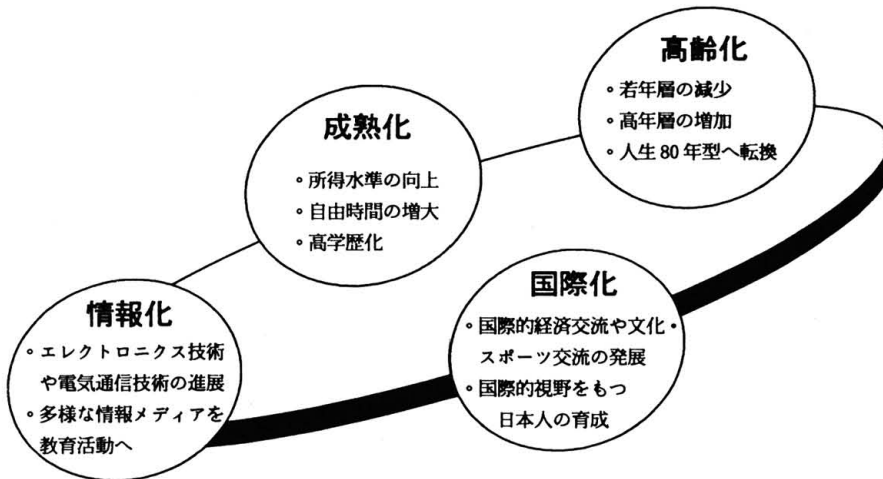 高齢化
◦若年層の減少
◦高年層の増加
◦人生80年型へ転換
成熟化
◦所得水準の向上
◦自由時間の増大
◦高学歴化
国際化
◦国際的経済交流や文化・
スポーツ交流の発展
◦国際的視野をもつ
日本人の育成
情報化
◦エレクトロニクス技術
や電気通信技術の進展
◦多様な情報メディアを
教育活動へ